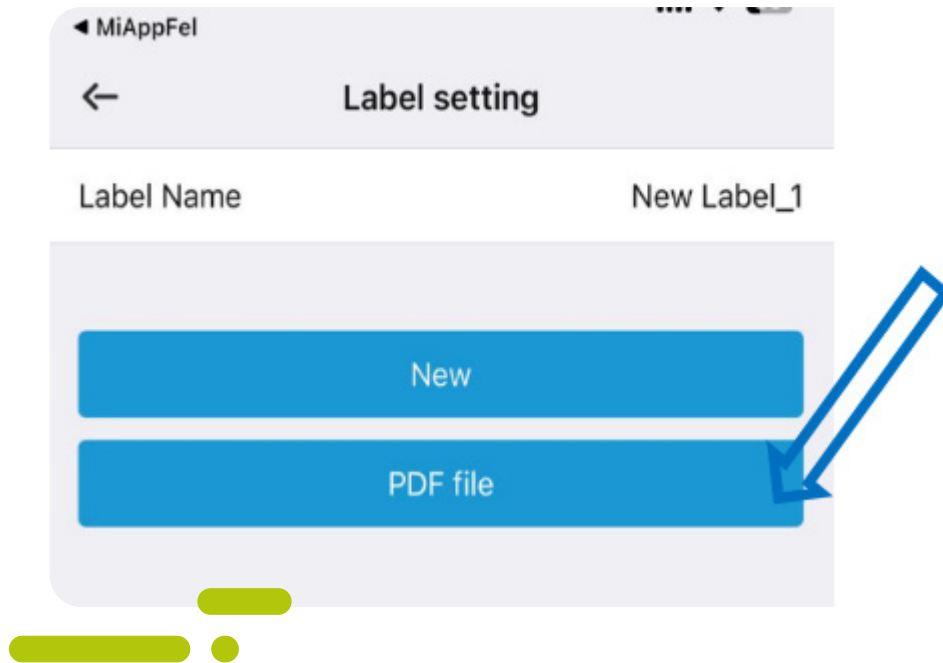 ◀ MiAppFel
Label setting
Label Name New Label_1
New
PDF file